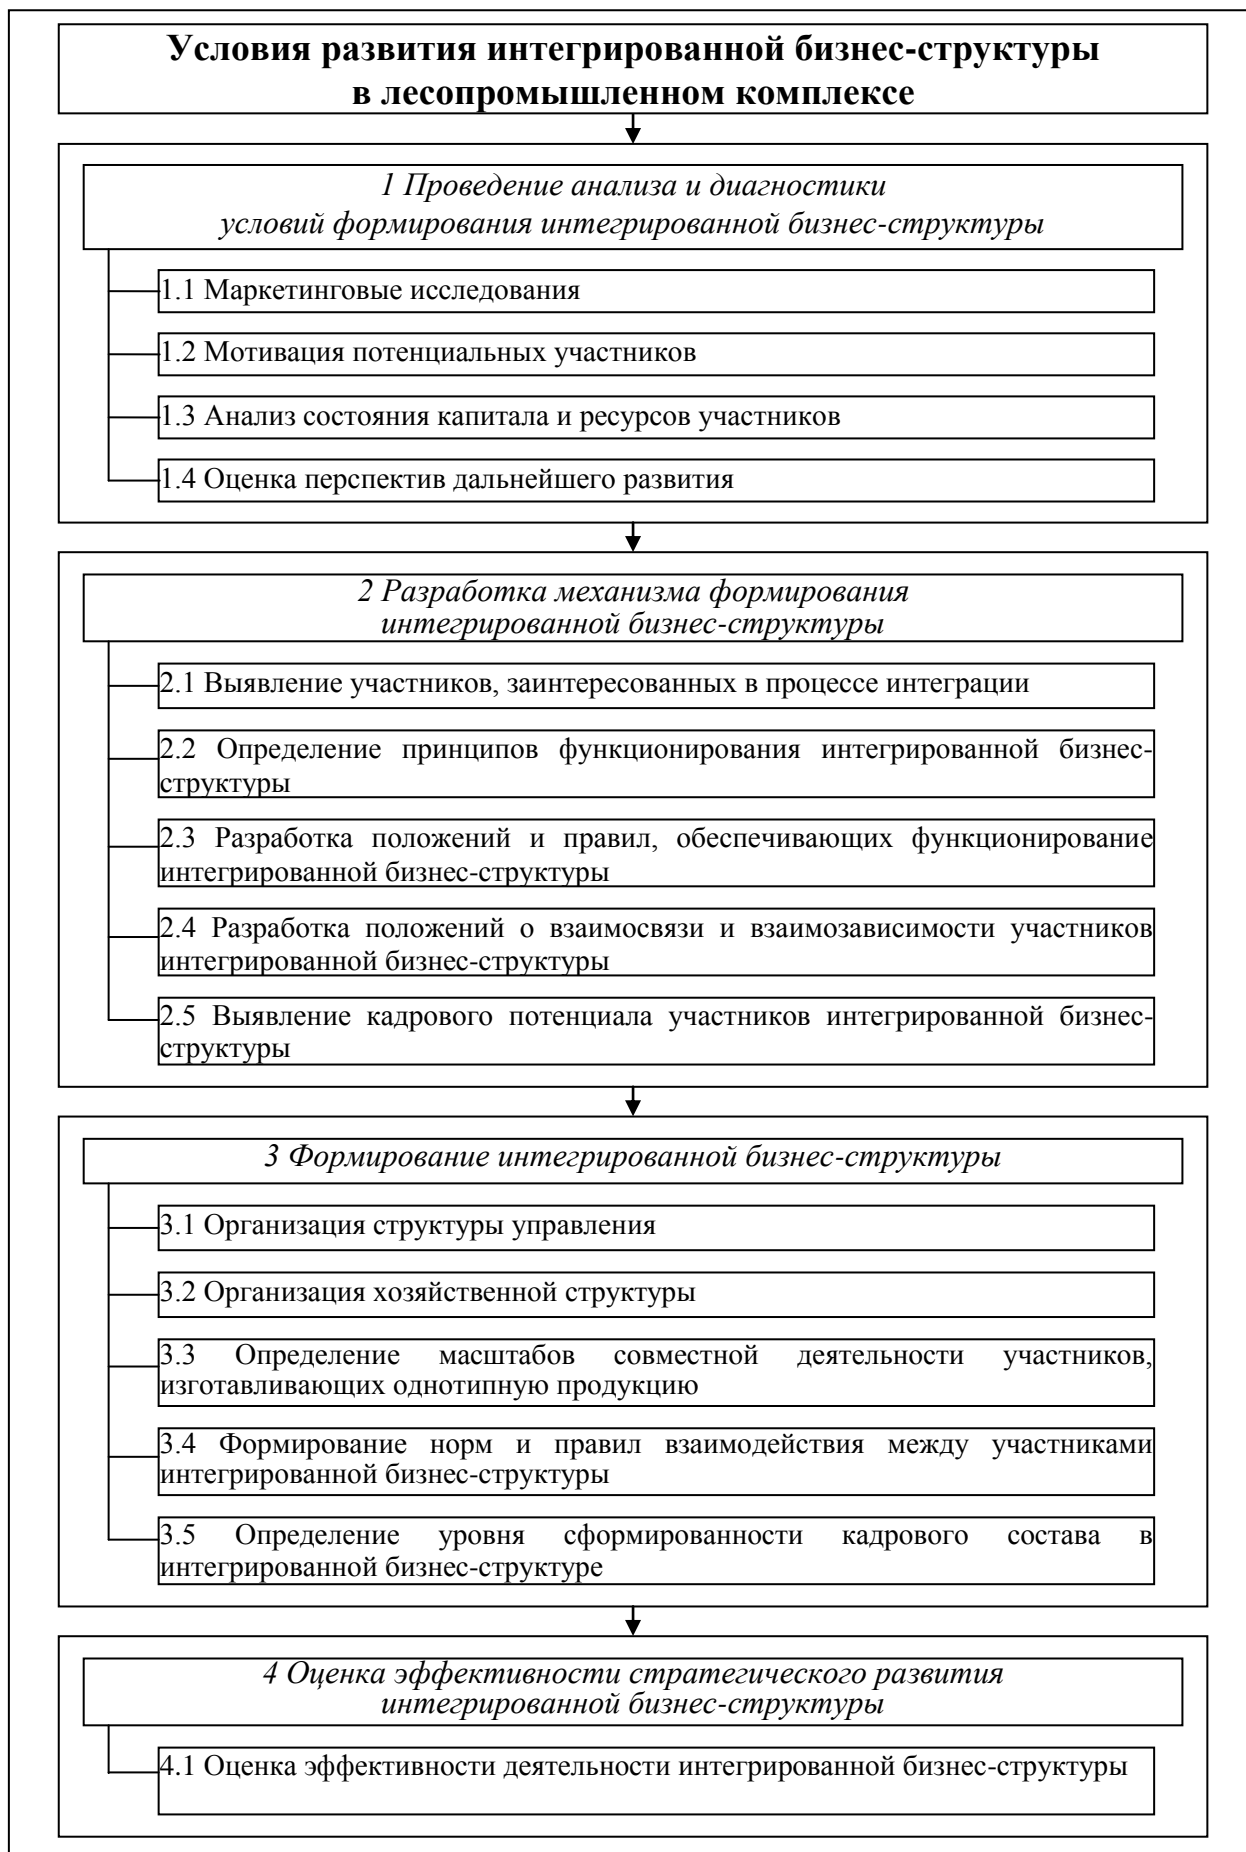 Условия развития интегрированной бизнес-структуры
в лесопромышленном комплексе
1 Проведение анализа и диагностики
условий формирования интегрированной бизнес-структуры
1.1 Маркетинговые исследования
1.2 Мотивация потенциальных участников
1.3 Анализ состояния капитала и ресурсов участников
1.4 Оценка перспектив дальнейшего развития
2 Разработка механизма формирования
интегрированной бизнес-структуры
2.1 Выявление участников, заинтересованных в процессе интеграции
2.2 Определение принципов функционирования интегрированной бизнес-
структуры
2.3 Разработка положений и правил, обеспечивающих функционирование
интегрированной бизнес-структуры
2.4 Разработка положений о взаимосвязи и взаимозависимости участников
интегрированной бизнес-структуры
2.5 Выявление кадрового потенциала участников интегрированной бизнес-
структуры
3 Формирование интегрированной бизнес-структуры
3.1 Организация структуры управления
3.2 Организация хозяйственной структуры
3.3 Определение масштабов совместной деятельности участников,
изготавливающих однотипную продукцию
3.4 Формирование норм и правил взаимодействия между участниками
интегрированной бизнес-структуры
3.5 Определение уровня сформированности кадрового состава в
интегрированной бизнес-структуре
4 Оценка эффективности стратегического развития
интегрированной бизнес-структуры
4.1 Оценка эффективности деятельности интегрированной бизнес-структуры